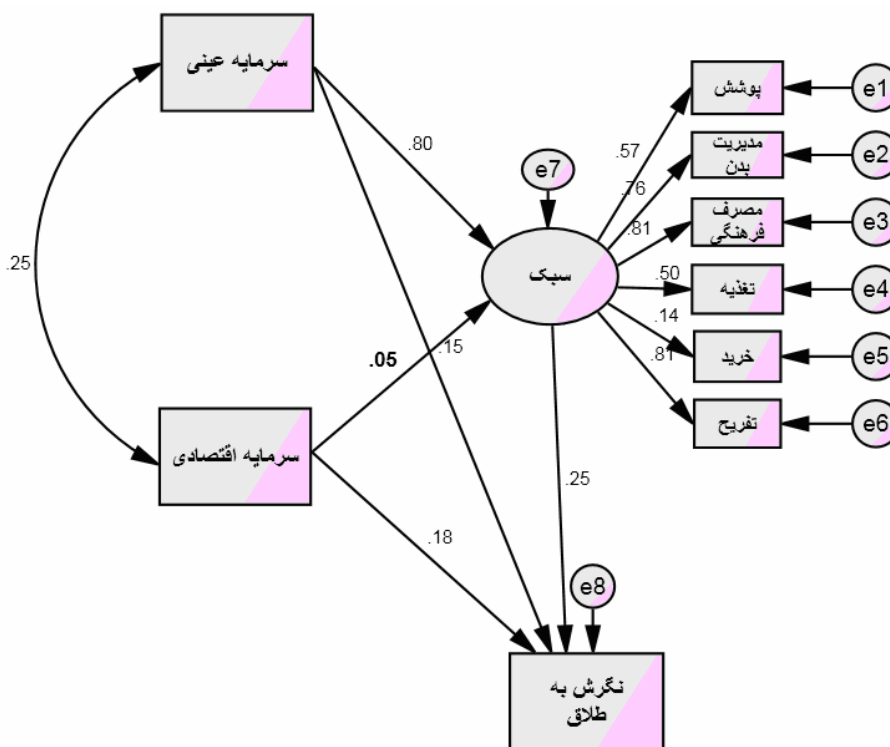 سرمایه عینی
پوشش
e1
.80
.57
مدیریت
بدن
e2
e7
.76
مصرف
فرهنگی
e3
.81
.25
سبک
.50
تغذیه
e4
.14
.05
.15
خرید
e5
.81
تفریح
e6
سرمایه اقتصادی
.25
.18
e8
نگرش به
طلاق